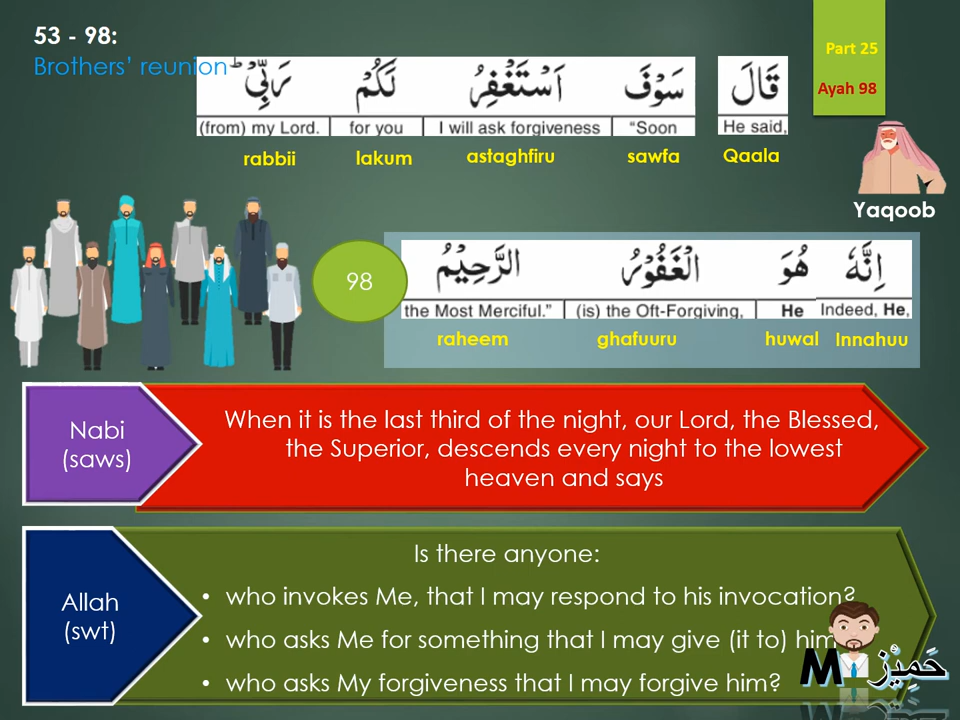 53 - 98:
Brothers’ reunion
Part 25
Ayah 98
قَالَ سَوْفَ اَسْتَغْفِرُ لَكُمْ رَبِّىْ ؕ
He said, “Soon I will ask forgiveness for you (from) my Lord.
Qaala sawfa astaghfiru lakum rabbii
Yaqoob
اِنَّهٗ هُوَ الْغَفُوْرُ الرَّحِيْمُ
98
Indeed, He, He (is) the Oft-Forgiving, the Most Merciful.”
Innahuu huwal ghafuuru raheem
Nabi
(saws)
When it is the last third of the night, our Lord, the Blessed,
the Superior, descends every night to the lowest
heaven and says
Allah
(swt)
Is there anyone:
• who invokes Me, that I may respond to his invocation?
• who asks Me for something that I may give (it to) him
• who asks My forgiveness that I may forgive him?